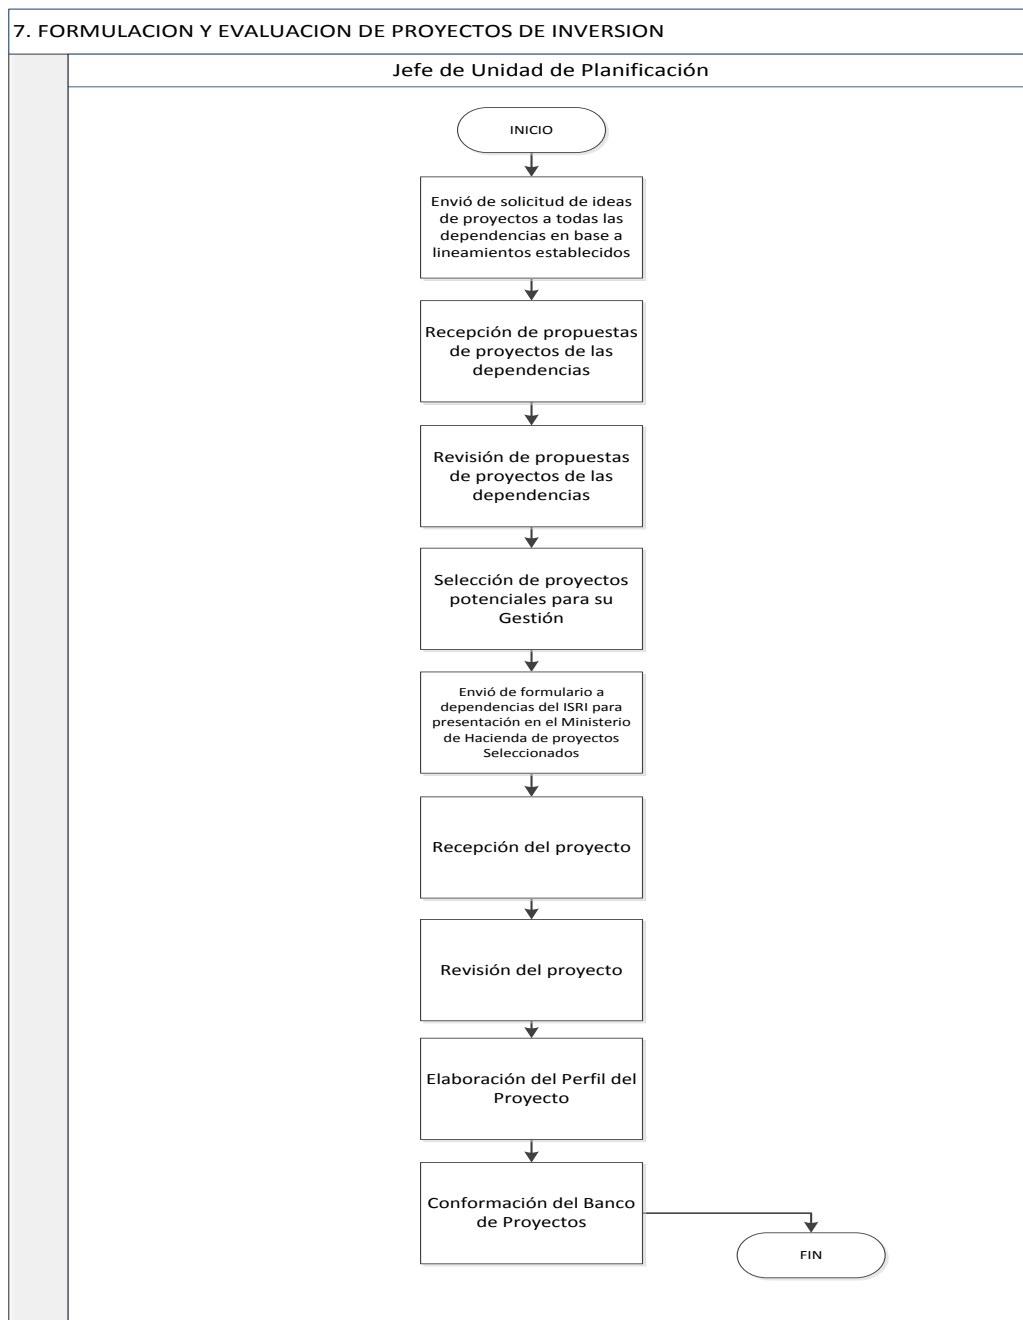 7. FORMULACION Y EVALUACION DE PROYECTOS DE INVERSION
Jefe de Unidad de Planificación
INICIO
Envió de solicitud de ideas
de proyectos a todas las
dependencias en base a
lineamientos establecidos
Recepción de propuestas
de proyectos de las
dependencias
Revisión de propuestas
de proyectos de las
dependencias
Selección de proyectos
potenciales para su
Gestión
Envió de formulario a
dependencias del ISRI para
presentación en el Ministerio
de Hacienda de proyectos
Seleccionados
Recepción del proyecto
Revisión del proyecto
Elaboración del Perfil del
Proyecto
Conformación del Banco
de Proyectos
FIN